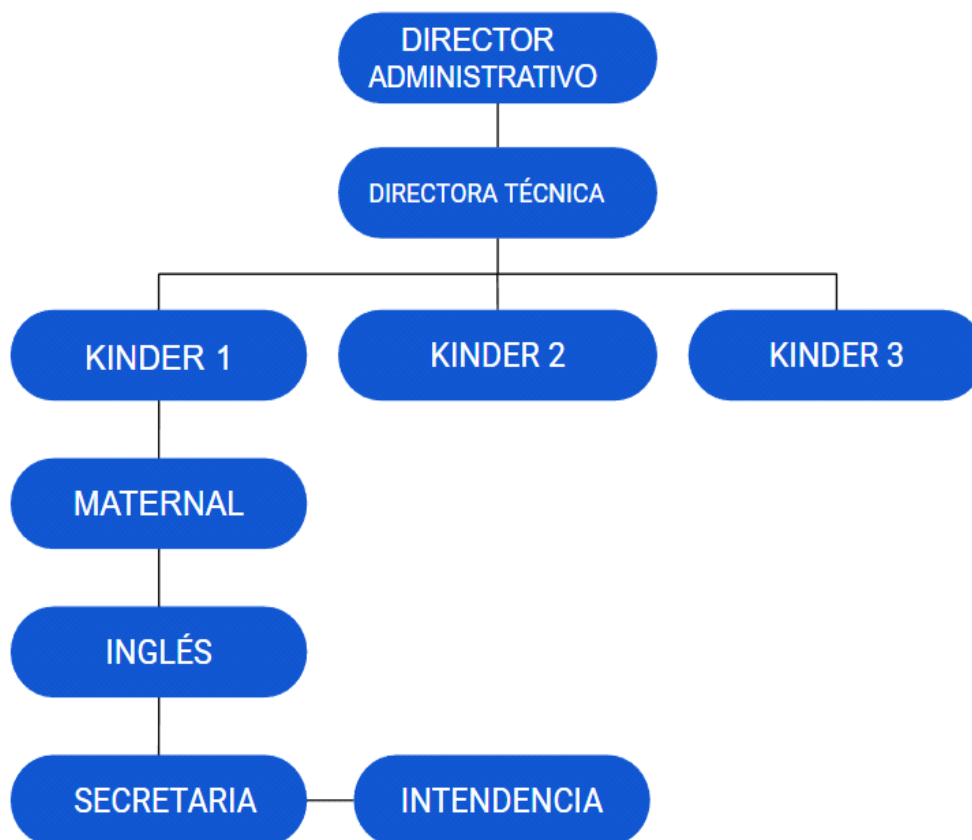 DIRECTOR
ADMINISTRATIVO
DIRECTORA TÉCNICA
KINDER 1
KINDER 2
KINDER 3
MATERNAL
INGLÉS
SECRETARIA
INTENDENCIA